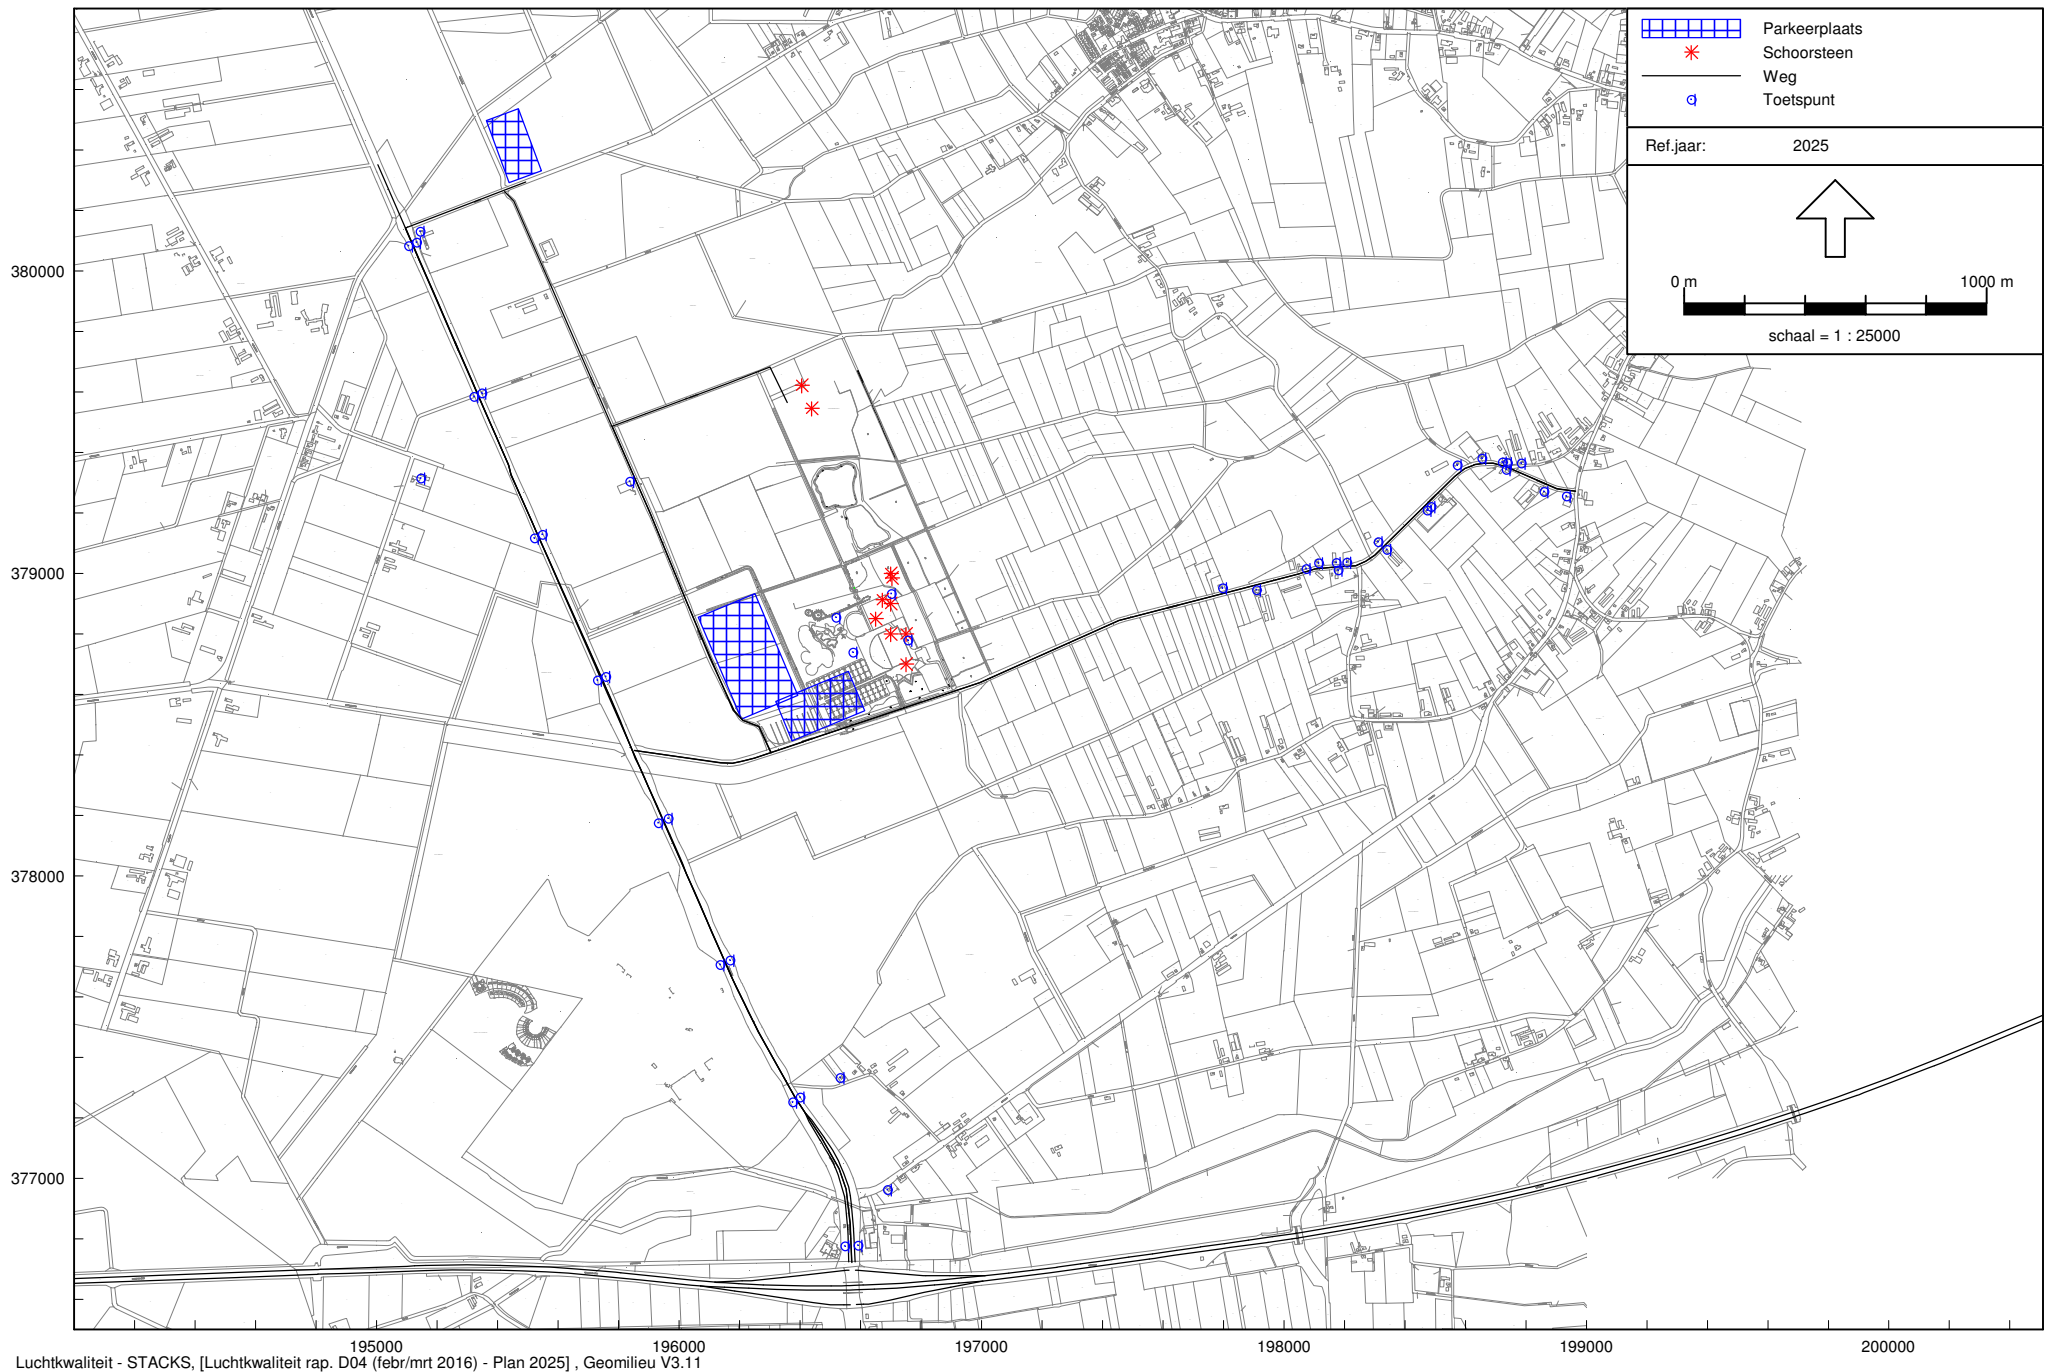 Parkeerplaats
Schoorsteen
Weg
Toetspunt
Ref.jaar: 2025
0 m 1000 m
schaal = 1 : 25000
380000
379000
378000
377000
195000 196000 197000 198000 199000 200000
Luchtkwaliteit - STACKS, [Luchtkwaliteit rap. D04 (febr/mrt 2016) - Plan 2025] , Geomilieu V3.11